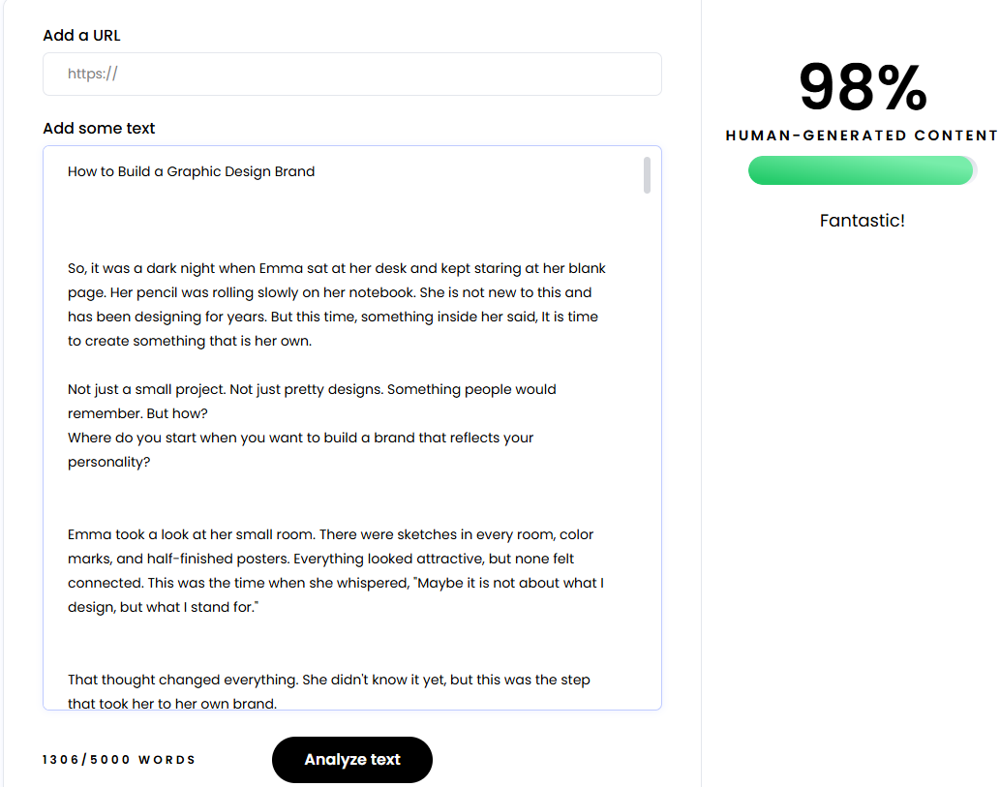 Add a URL
https://
Add some text
How to Build a Graphic Design Brand
So, it was a dark night when Emma sat at her desk and kept staring at her blank
page. Her pencil was rolling slowly on her notebook. She is not new to this and
has been designing for years. But this time, something inside her said, It is time
to create something that is her own.
Not just a small project. Not just pretty designs. Something people would
remember. But how?
Where do you start when you want to build a brand that reflects your
personality?
Emma took a look at her small room. There were sketches in every room, color
marks, and half-finished posters. Everything looked attractive, but none felt
connected. This was the time when she whispered, "Maybe it is not about what I
design, but what I stand for."
That thought changed everything. She didn't know it yet, but this was the step
that took her to her own brand.
1306/5000 WORDS
Analyze text
98%
HUMAN-GENERATED CONTENT
Fantastic!